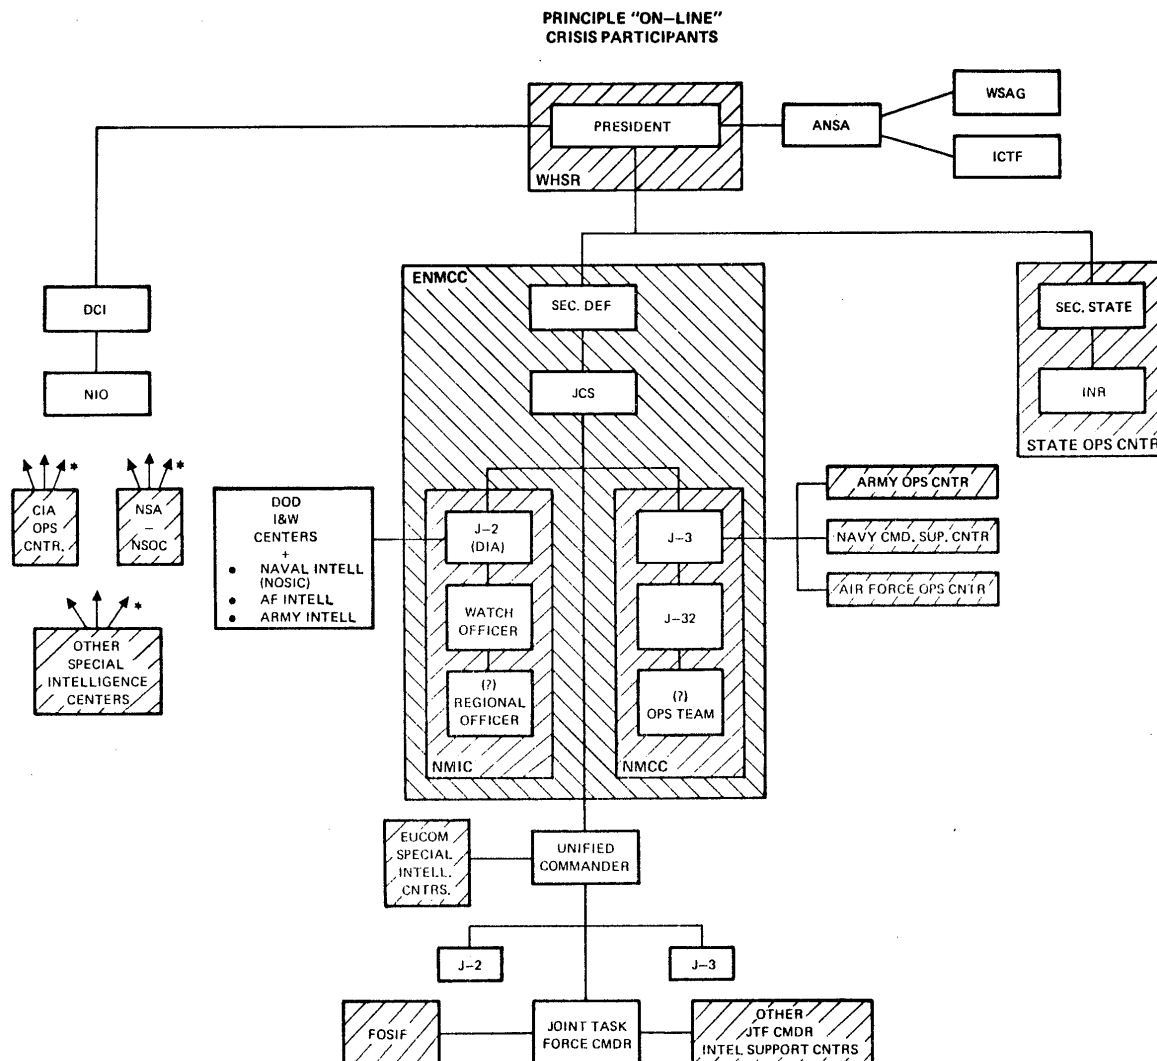 PRINCIPLE "ON-LINE"
CRISIS PARTICIPANTS
PRESIDENT
WHSR
ANSA
WSAG
ICTF
ENMCC
SEC. DEF
JCS
SEC. STATE
INR
STATE OPS CNTR
DCI
NIO
*
CIA
OPS
CNTR.
*
NSA
–
NSOC
*
OTHER
SPECIAL
INTELLIGENCE
CENTERS
DOD
I&W
CENTERS
+
● NAVAL INTELL
(NOSIC)
● AF INTELL
● ARMY INTELL
J-2
(DIA)
WATCH
OFFICER
(?)
REGIONAL
OFFICER
NMIC
J-3
J-32
(?)
OPS TEAM
NMCC
ARMY OPS CNTR
NAVY CMD. SUP. CNTR
AIR FORCE OPS CNTR
EUCOM
SPECIAL
INTELL.
CNTRS.
UNIFIED
COMMANDER
J-2
J-3
FOSIF
JOINT TASK
FORCE CMDR
OTHER
JTF CMDR
INTEL SUPPORT CNTRS